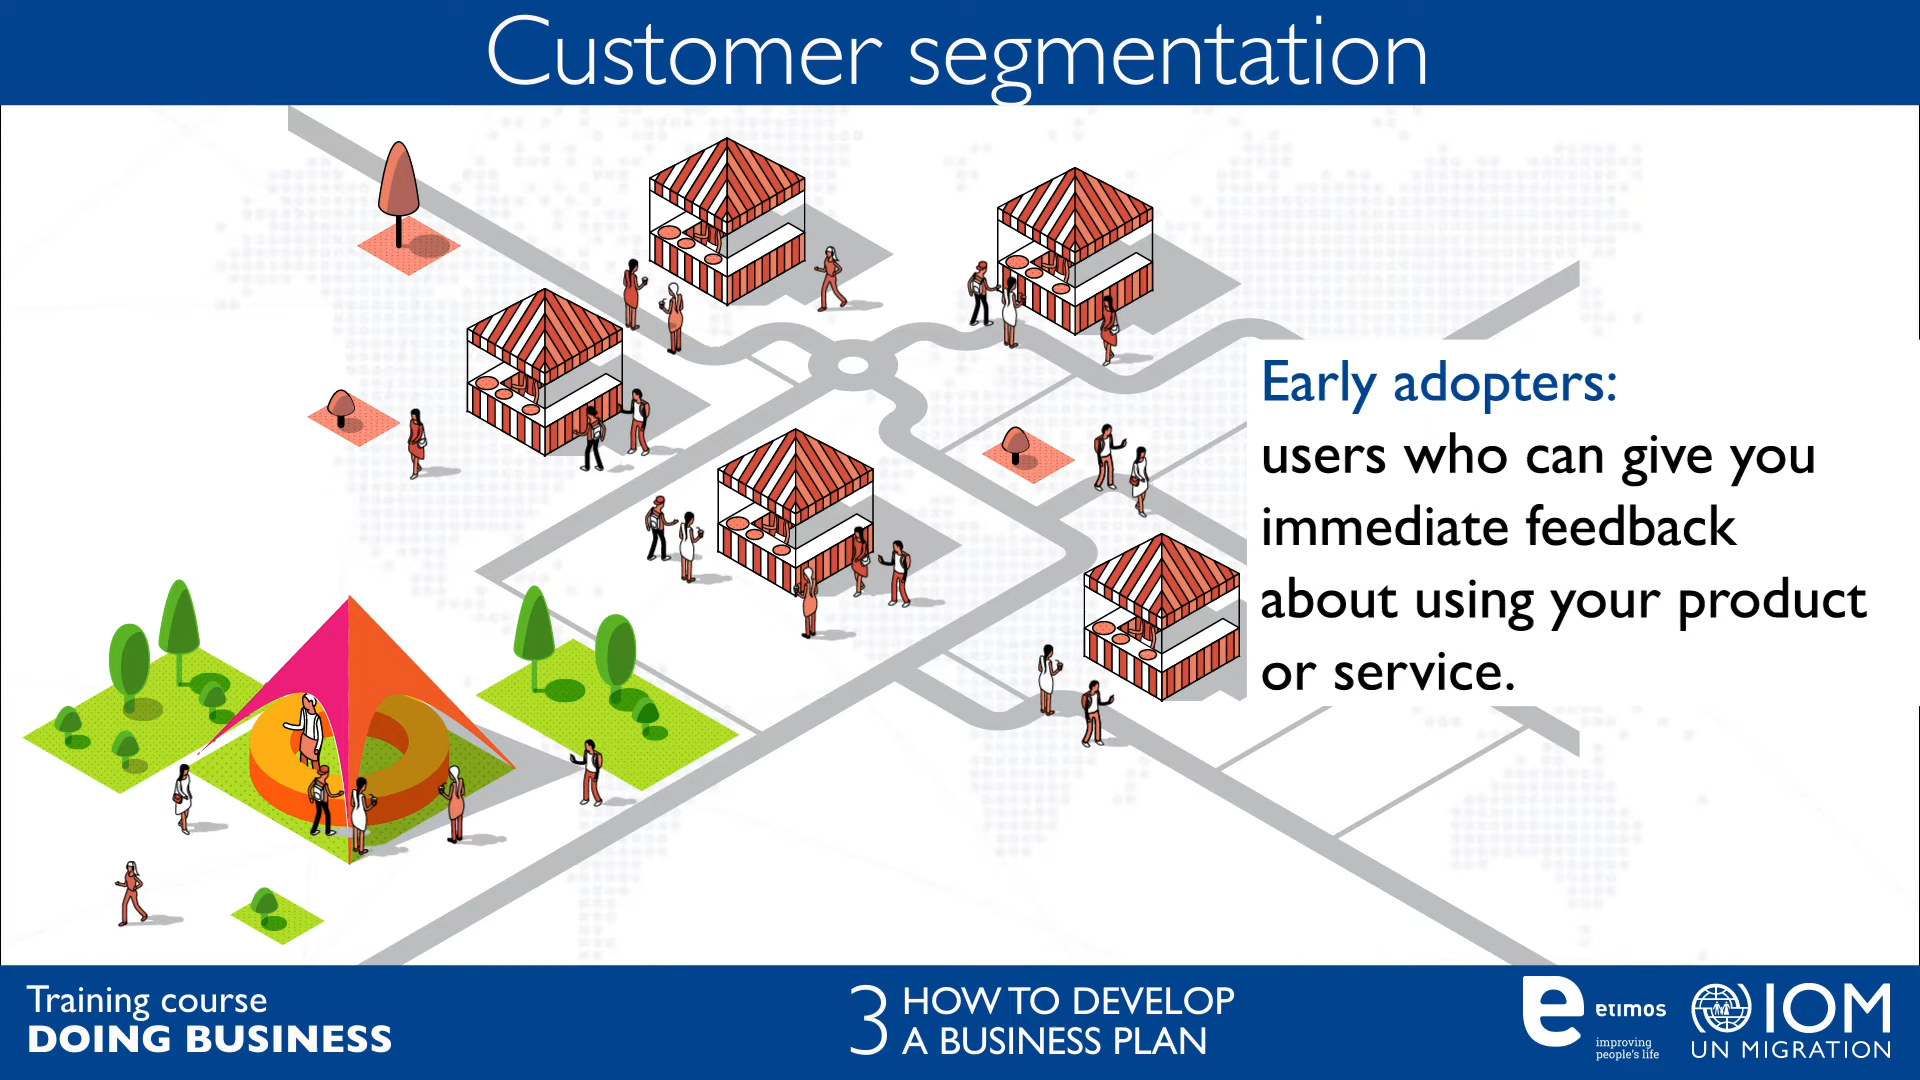 Customer segmentation
Early adopters:
users who can give you
immediate feedback
about using your product
or service.
Training course
DOING BUSINESS
3 HOW TO DEVELOP
A BUSINESS PLAN
e etimos
improving
people's life
IOM
UN MIGRATION